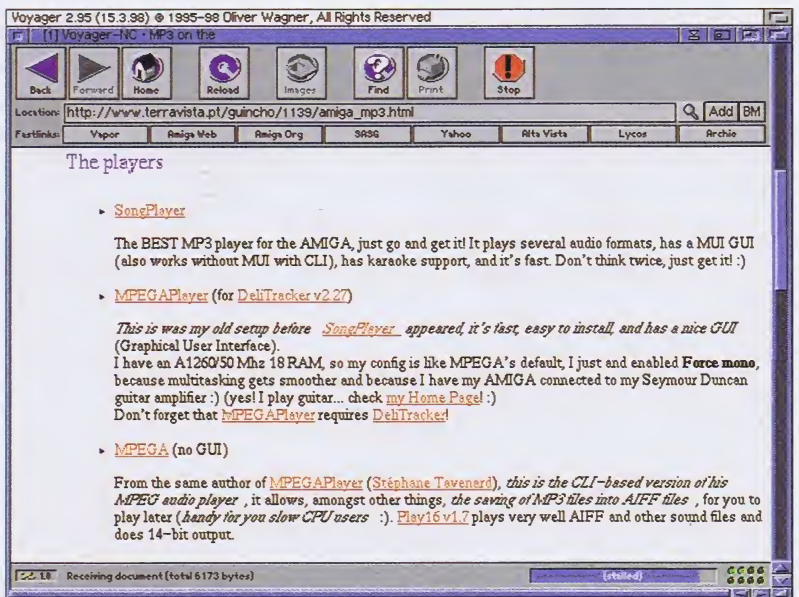 Voyager 2.95 (15.3.98) © 1995-98 Oliver Wagner, All Rights Reserved
[1] Voyager-NC · MP3 on the
Back Forward Home Reload Images Find Print Stop
Location: http://www.terravista.pt/guincho/1139/amiga_mp3.html Add BM
Fastlinks: Vapor Amiga Web Amiga Org SASG Yahoo Alta Vista Lycos Archie
The players
SongPlayer
The BEST MP3 player for the AMIGA, just go and get it! It plays several audio formats, has a MUI GUI
(also works without MUI with CLI), has karaoke support, and it's fast. Don't think twice, just get it! :)
MPEGAPlayer (for DeliTracker v2.27)
This is was my old setup before SongPlayer appeared, it's fast, easy to install, and has a nice GUI
(Graphical User Interface).
I have an A1260/50 Mhz 18 RAM, so my config is like MPEGA's default, I just and enabled Force mono,
because multitasking gets smoother and because I have my AMIGA connected to my Seymour Duncan
guitar amplifier :) (yes! I play guitar... check my Home Page! :)
Don't forget that MPEGAPlayer requires DeliTracker!
MPEGA (no GUI)
From the same author of MPEGAPlayer (Stéphane Tavenard), this is the CLI-based version of his
MPEG audio player , it allows, amongst other things, the saving of MP3 files into AIFF files , for you to
play later (handy for you slow CPU users :). Play16 v1.7 plays very well AIFF and other sound files and
does 14-bit output.
Receiving document (total 6173 bytes) (stalled)